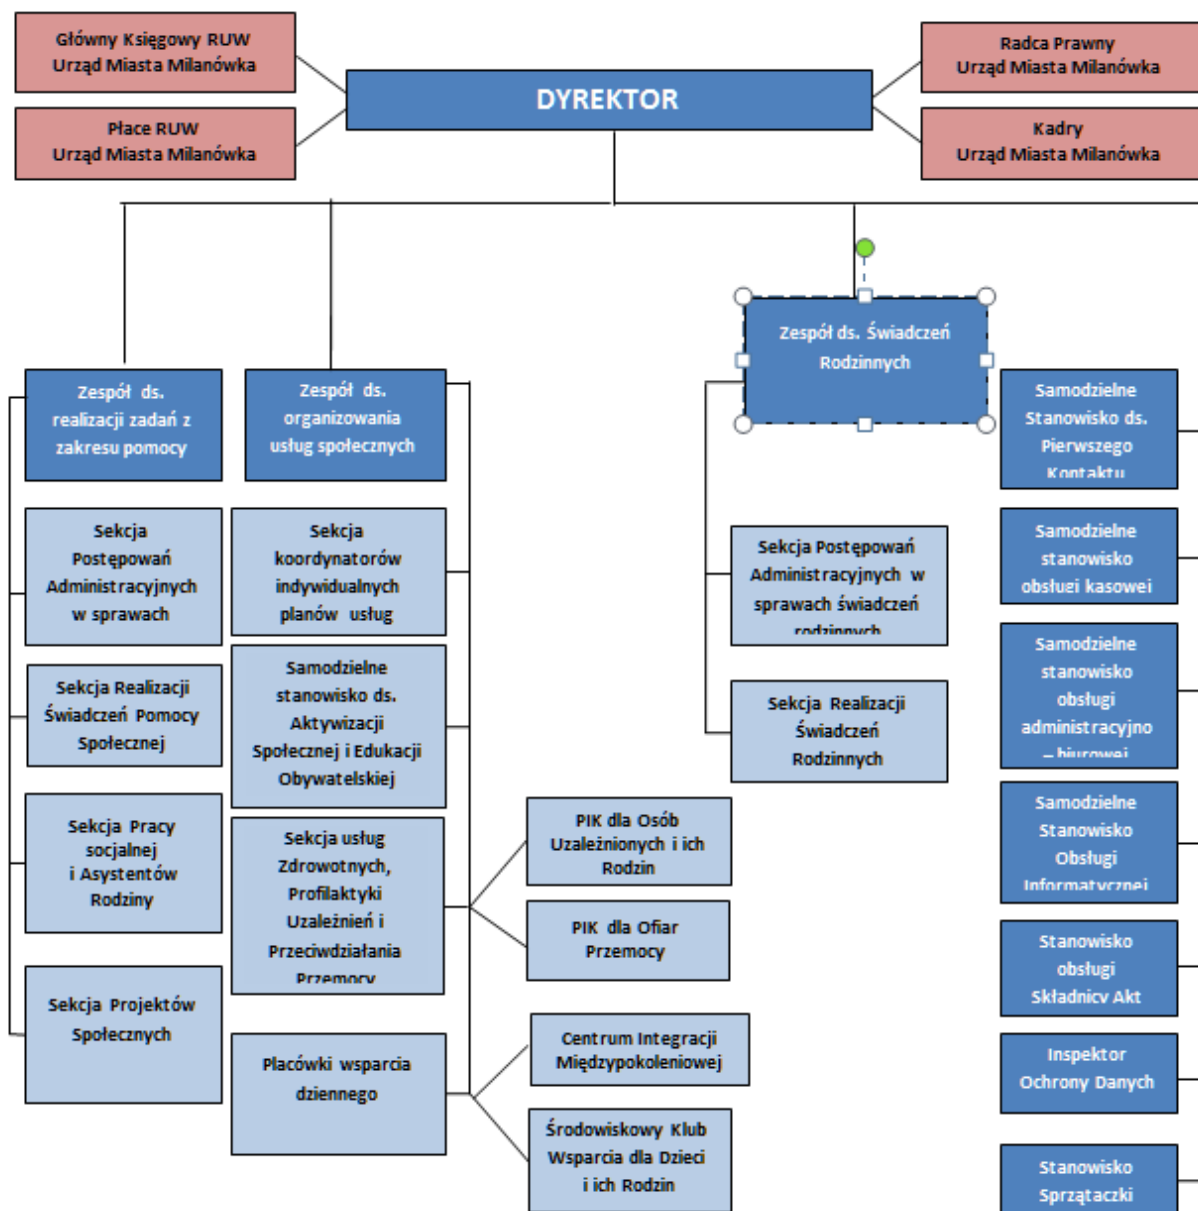 Główny Księgowy RUW
Urząd Miasta Milanówka
Płace RUW
Urząd Miasta Milanówka
DYREKTOR
Radca Prawny
Urząd Miasta Milanówka
Kadry
Urząd Miasta Milanówka
Zespół ds.
realizacji zadań z
zakresu pomocy
Sekcja
Postępowań
Administracyjnych
w sprawach
Sekcja Realizacji
Świadczeń Pomocy
Społecznej
Sekcja Pracy
socjalnej
i Asystentów
Rodziny
Sekcja Projektów
Społecznych
Zespół ds.
organizowania
usług społecznych
Sekcja
koordynatorów
indywidualnych
planów usług
Samodzielne
stanowisko ds.
Aktywizacji
Społecznej i Edukacji
Obywatelskiej
Sekcja usług
Zdrowotnych,
Profilaktyki
Uzależnień i
Przeciwdziałania
Przemocy
Placówki wsparcia
dziennego
PIK dla Osób
Uzależnionych i ich
Rodzin
PIK dla Ofiar
Przemocy
Centrum Integracji
Międzypokoleniowej
Środowiskowy Klub
Wsparcia dla Dzieci
i ich Rodzin
Zespół ds. Świadczeń
Rodzinnych
Sekcja Postępowań
Administracyjnych w
sprawach świadczeń
rodzinnych
Sekcja Realizacji
Świadczeń
Rodzinnych
Samodzielne
Stanowisko ds.
Pierwszego
Kontaktu
Samodzielne
stanowisko
obsługi kasowej
Samodzielne
stanowisko
obsługi
administracyjno
– biurowej
Samodzielne
Stanowisko
Obsługi
Informatycznej
Stanowisko
obsługi
Składnicy Akt
Inspektor
Ochrony Danych
Stanowisko
Sprzątaczki